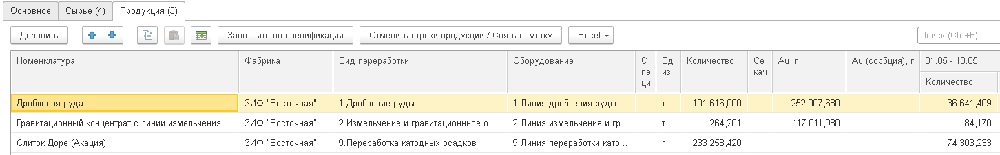 Основное Сырье (4) Продукция (3)
Добавить Заполнить по спецификации Отменить строки продукции / Снять пометку Excel Поиск (Ctrl+F)
Номенклатура Фабрика Вид переработки Оборудование С пе ци Ед из Количество Се кач Au, г Au (сорбция), г 01.05 - 10.05
Количество
Дробленая руда ЗИФ "Восточная" 1.Дробление руды 1.Линия дробления руды т 101 616,000 252 007,680 36 641,409
Гравитационный концентрат с линии измельчения ЗИФ "Восточная" 2.Измельчение и гравитационнное о... 2.Линия измельчения и гр... т 264,201 117 011,980 84,170
Слиток Доре (Акация) ЗИФ "Восточная" 9.Переработка катодных осадков 9.Линия переработки като... г 233 258,420 74 303,233